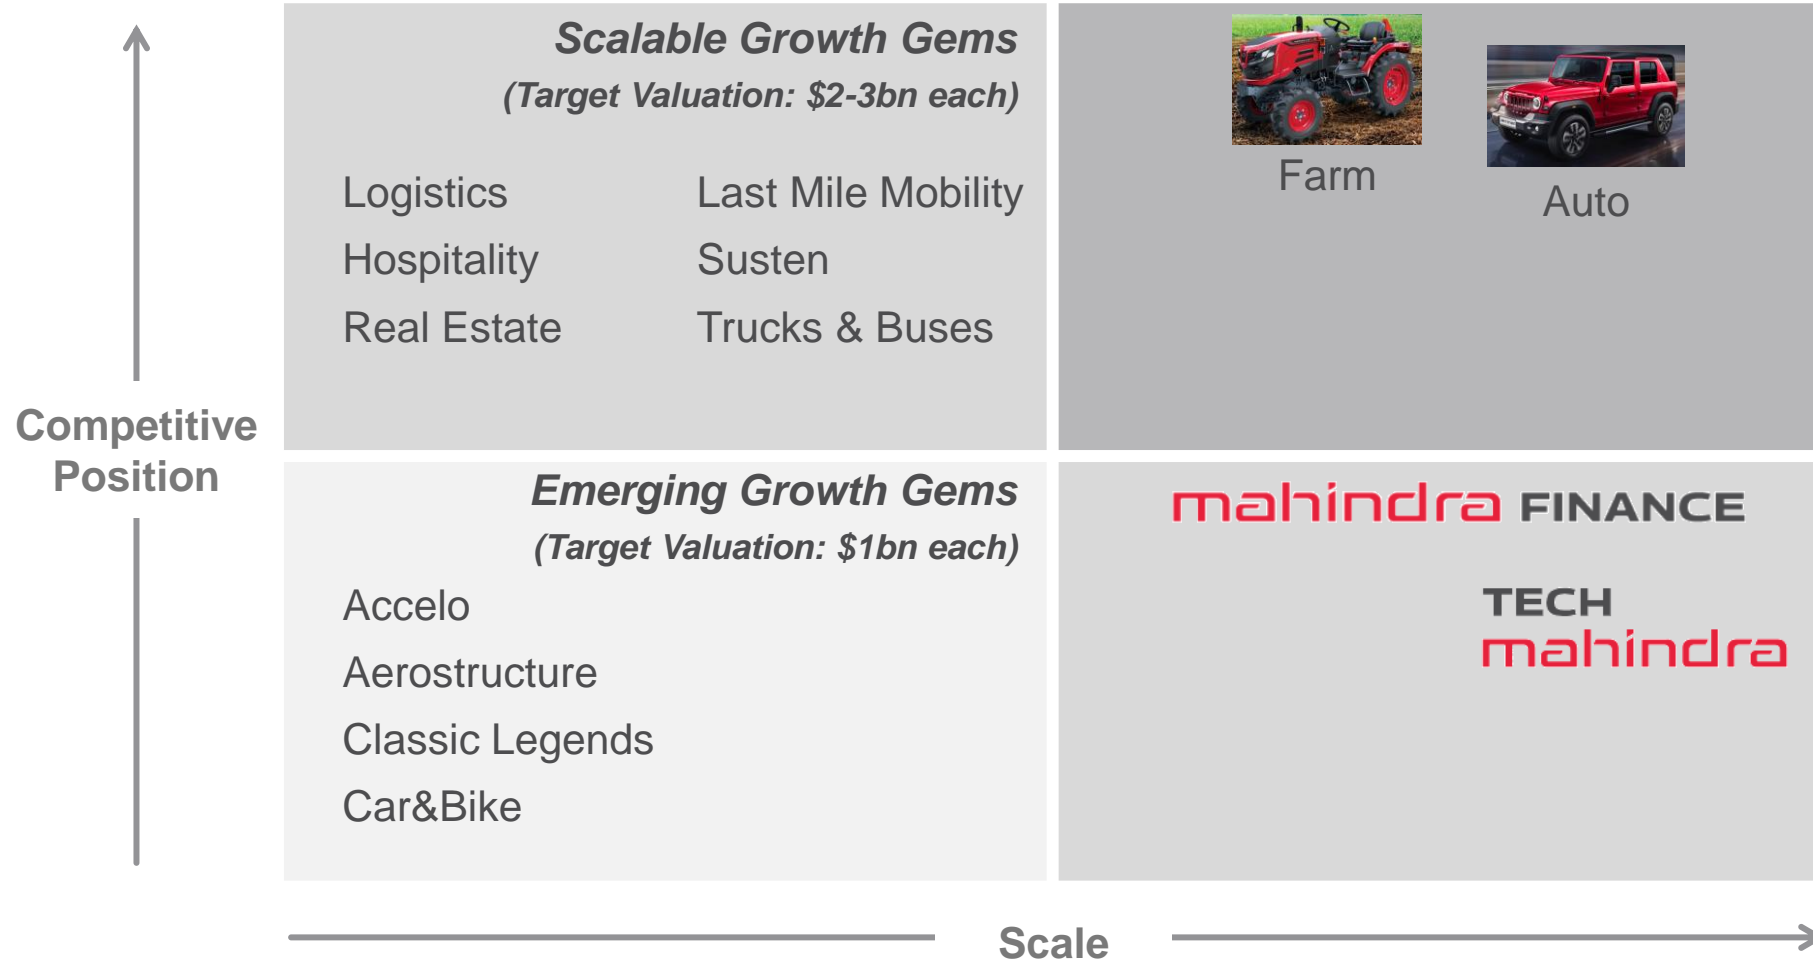 Scalable Growth Gems
(Target Valuation: $2-3bn each)
Logistics
Last Mile Mobility
Hospitality
Susten
Real Estate
Trucks & Buses
Farm
Auto
Competitive
Position
Emerging Growth Gems
(Target Valuation: $1bn each)
Accelo
Aerostructure
Classic Legends
Car&Bike
mahindra FINANCE
TECH
mahindra
Scale